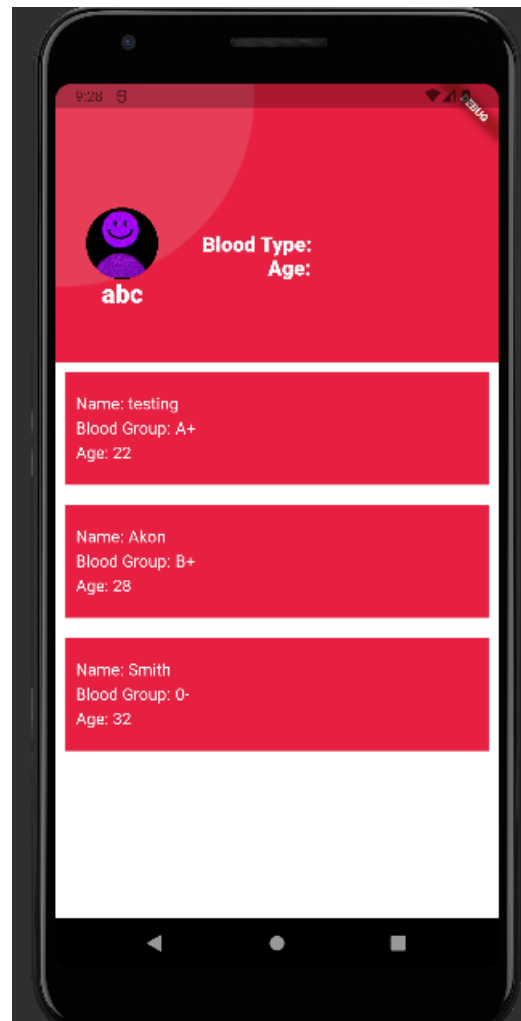 9:28
DEBUG
Blood Type:
Age:
abc
Name: testing
Blood Group: A+
Age: 22
Name: Akon
Blood Group: B+
Age: 28
Name: Smith
Blood Group: 0-
Age: 32